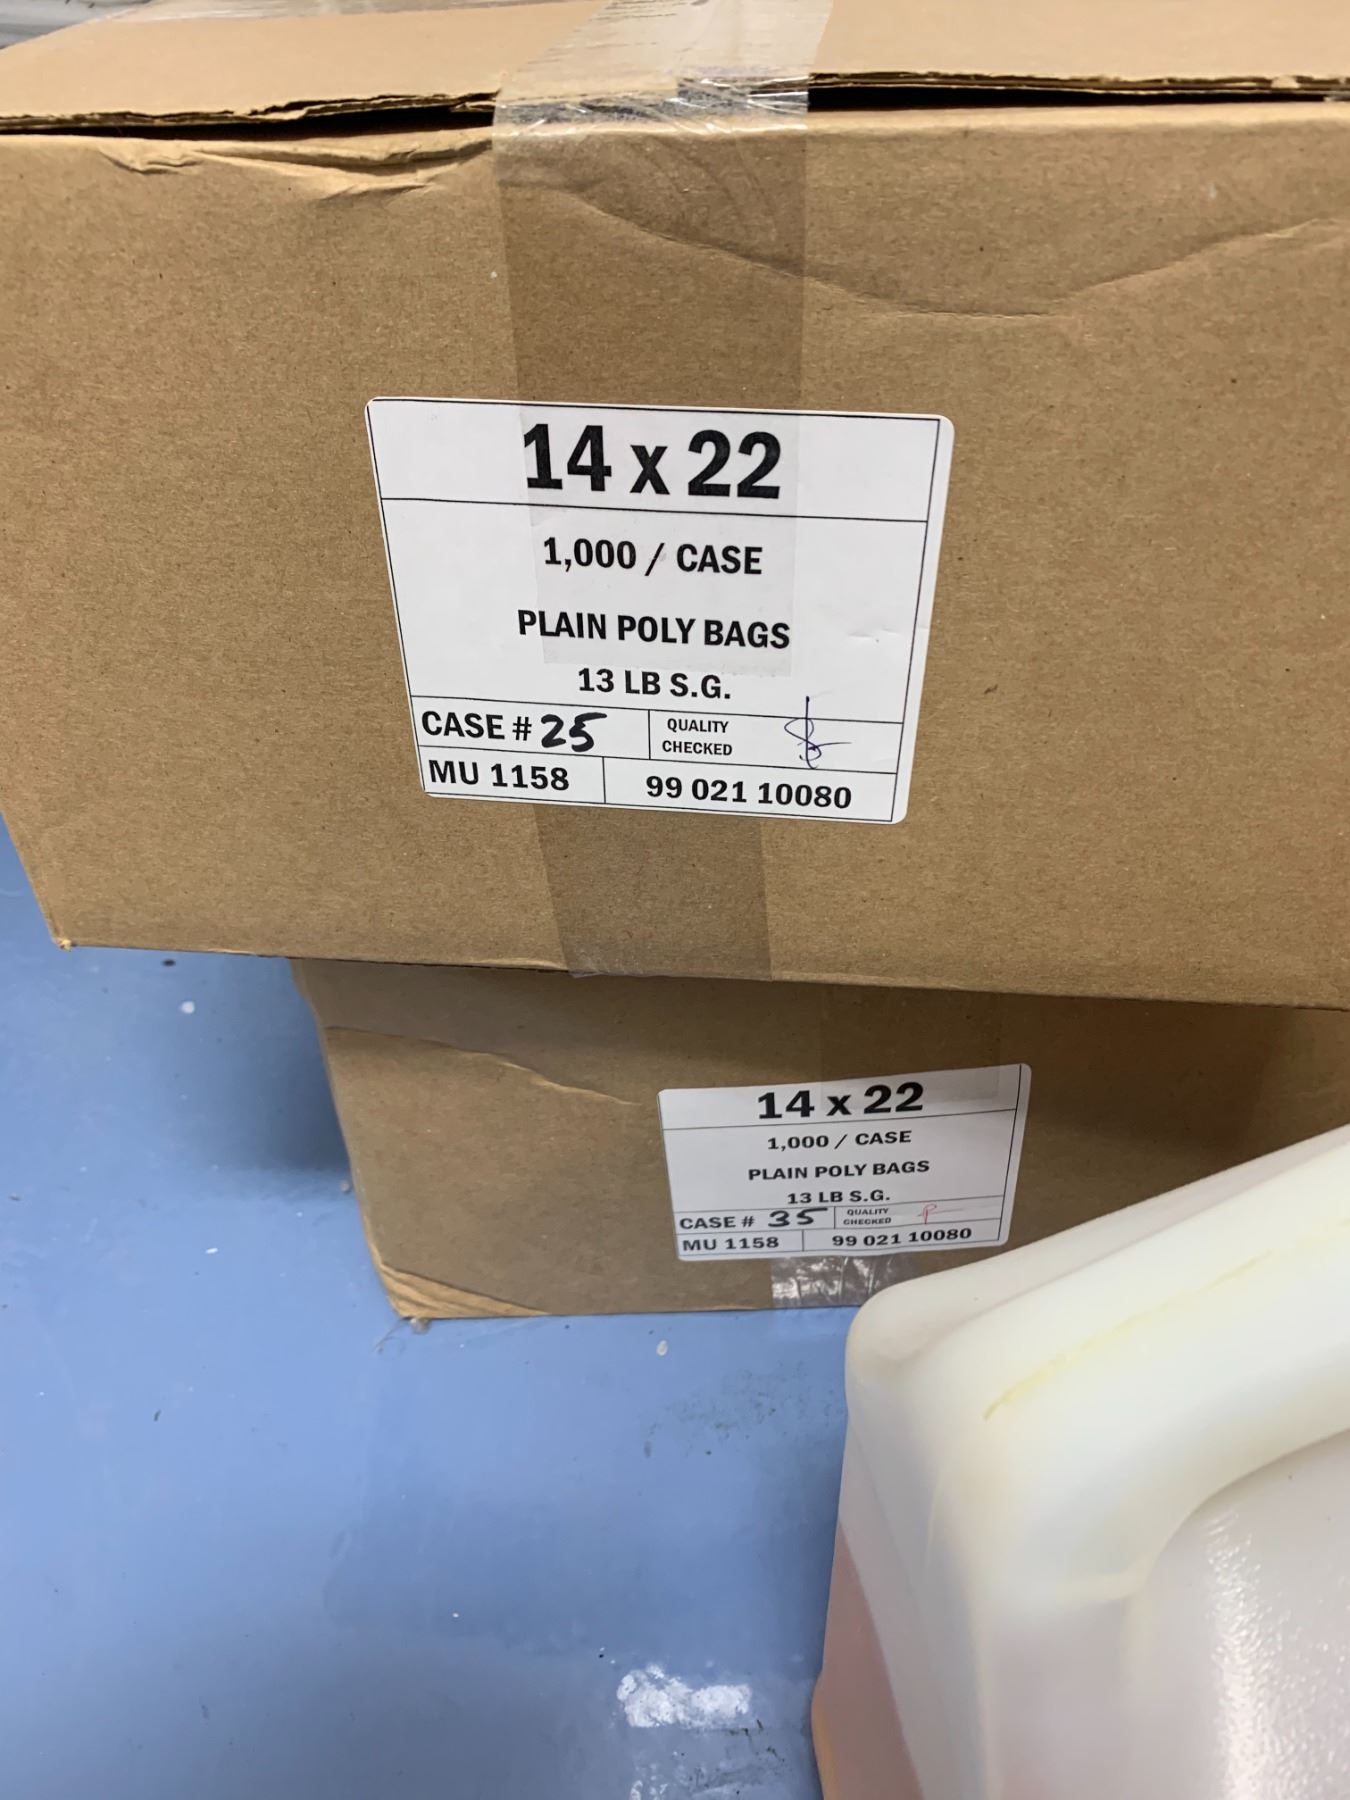 14 x 22
1,000 / CASE
PLAIN POLY BAGS
13 LB S.G.
CASE # 25
QUALITY
CHECKED
MU 1158
99 021 10080
14 x 22
1,000 / CASE
PLAIN POLY BAGS
13 LB S.G.
CASE # 35
QUALITY
CHECKED
MU 1158
99 021 10080